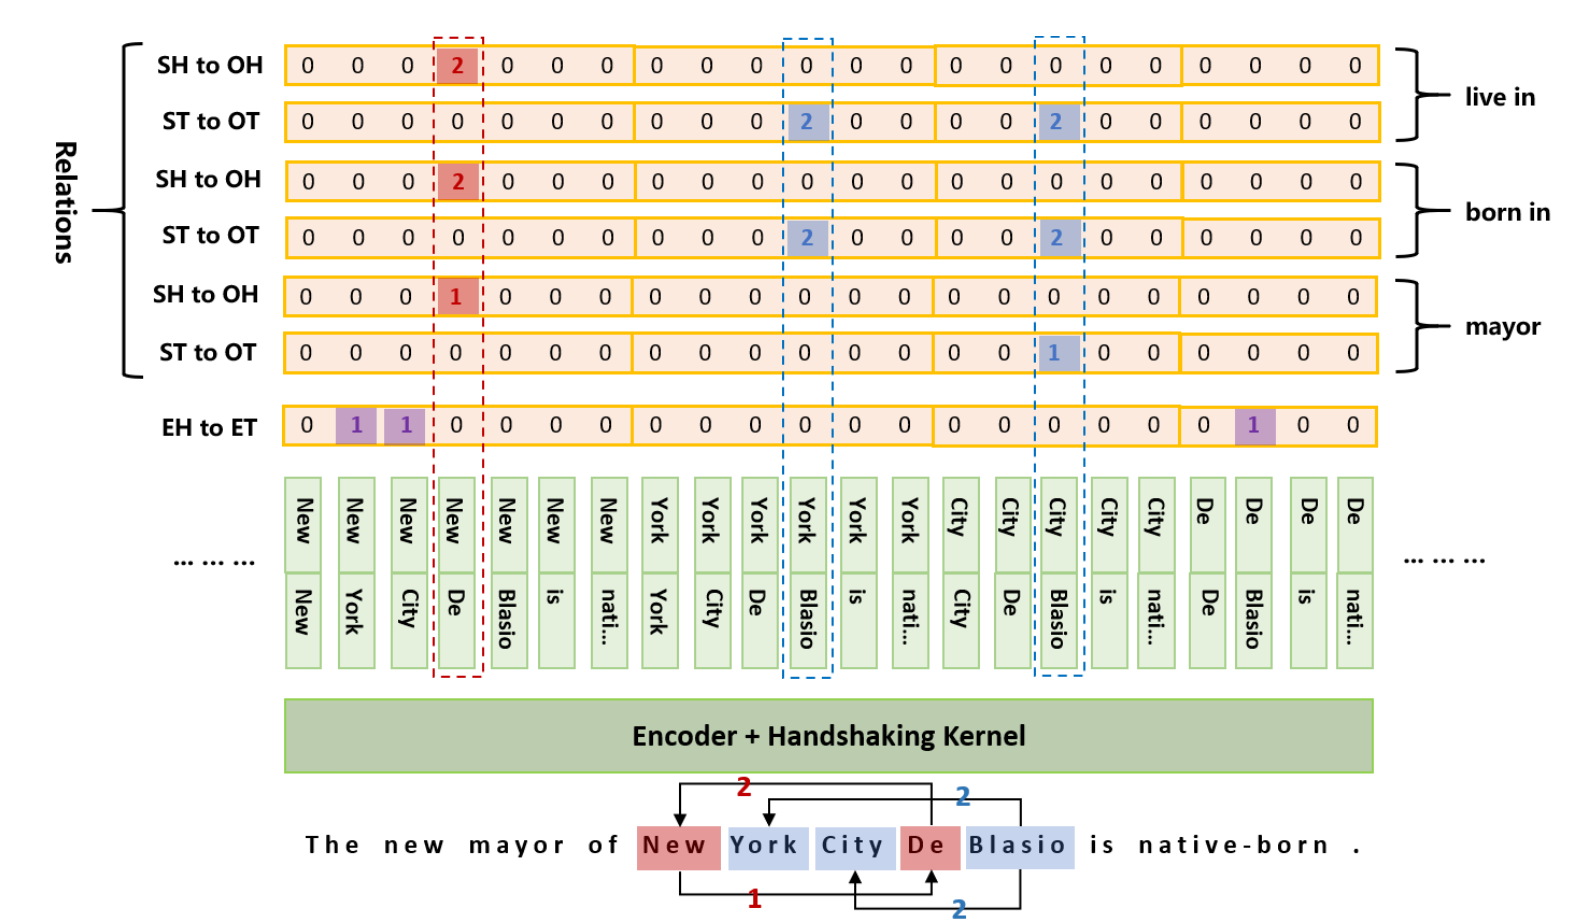 SH to OH 0 0 0 2 0 0 0 0 0 0 0 0 0 0 0 0 0 0 0 0 0 0
live in
ST to OT 0 0 0 0 0 0 0 0 0 0 2 0 0 0 0 2 0 0 0 0 0 0
Relations
SH to OH 0 0 0 2 0 0 0 0 0 0 0 0 0 0 0 0 0 0 0 0 0 0
born in
ST to OT 0 0 0 0 0 0 0 0 0 0 2 0 0 0 0 2 0 0 0 0 0 0
SH to OH 0 0 0 1 0 0 0 0 0 0 0 0 0 0 0 0 0 0 0 0 0 0
mayor
ST to OT 0 0 0 0 0 0 0 0 0 0 0 0 0 0 0 1 0 0 0 0 0 0
EH to ET 0 1 1 0 0 0 0 0 0 0 0 0 0 0 0 0 0 0 0 1 0 0
New New New New New New New York York York York York York City City City City City De De De De
... ... ... ... ... ...
New York City De Blasio is nati... York City De Blasio is nati... City De Blasio is nati... De Blasio is nati...
Encoder + Handshaking Kernel
2 2
The new mayor of New York City De Blasio is native-born .
1 2